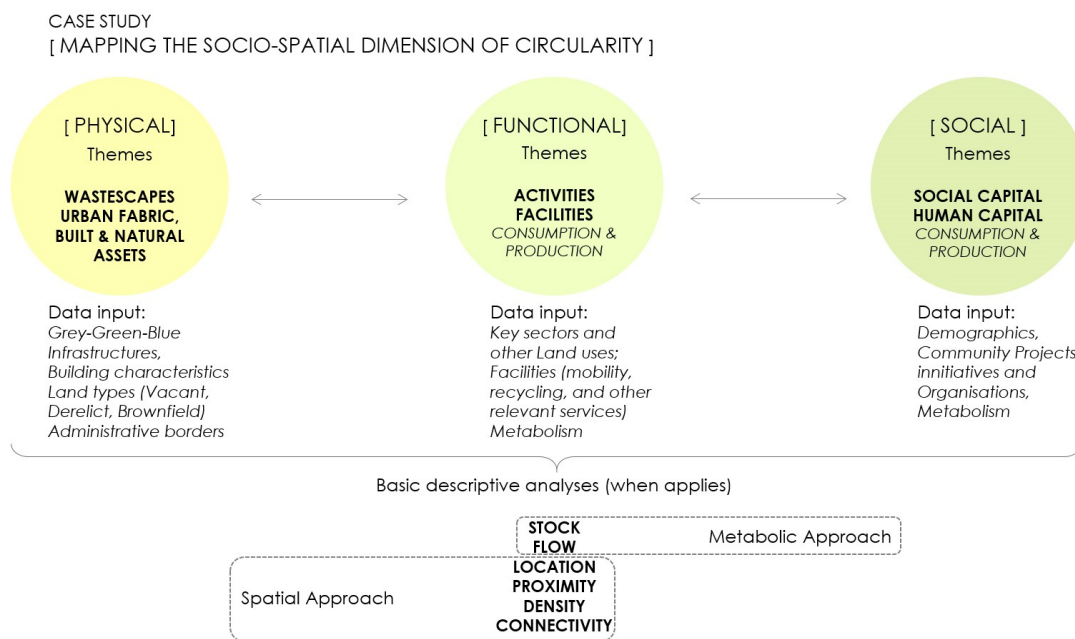 CASE STUDY
[ MAPPING THE SOCIO-SPATIAL DIMENSION OF CIRCULARITY ]
[ PHYSICAL]
Themes
WASTESCAPES
URBAN FABRIC,
BUILT & NATURAL
ASSETS
Data input:
Grey-Green-Blue
Infrastructures,
Building characteristics
Land types (Vacant,
Derelict, Brownfield)
Administrative borders
[ FUNCTIONAL]
Themes
ACTIVITIES
FACILITIES
CONSUMPTION &
PRODUCTION
Data input:
Key sectors and
other Land uses;
Facilities (mobility,
recycling, and other
relevant services)
Metabolism
[ SOCIAL ]
Themes
SOCIAL CAPITAL
HUMAN CAPITAL
CONSUMPTION &
PRODUCTION
Data input:
Demographics,
Community Projects
innitiatives and
Organisations,
Metabolism
Basic descriptive analyses (when applies)
STOCK
FLOW
Metabolic Approach
LOCATION
PROXIMITY
DENSITY
CONNECTIVITY
Spatial Approach